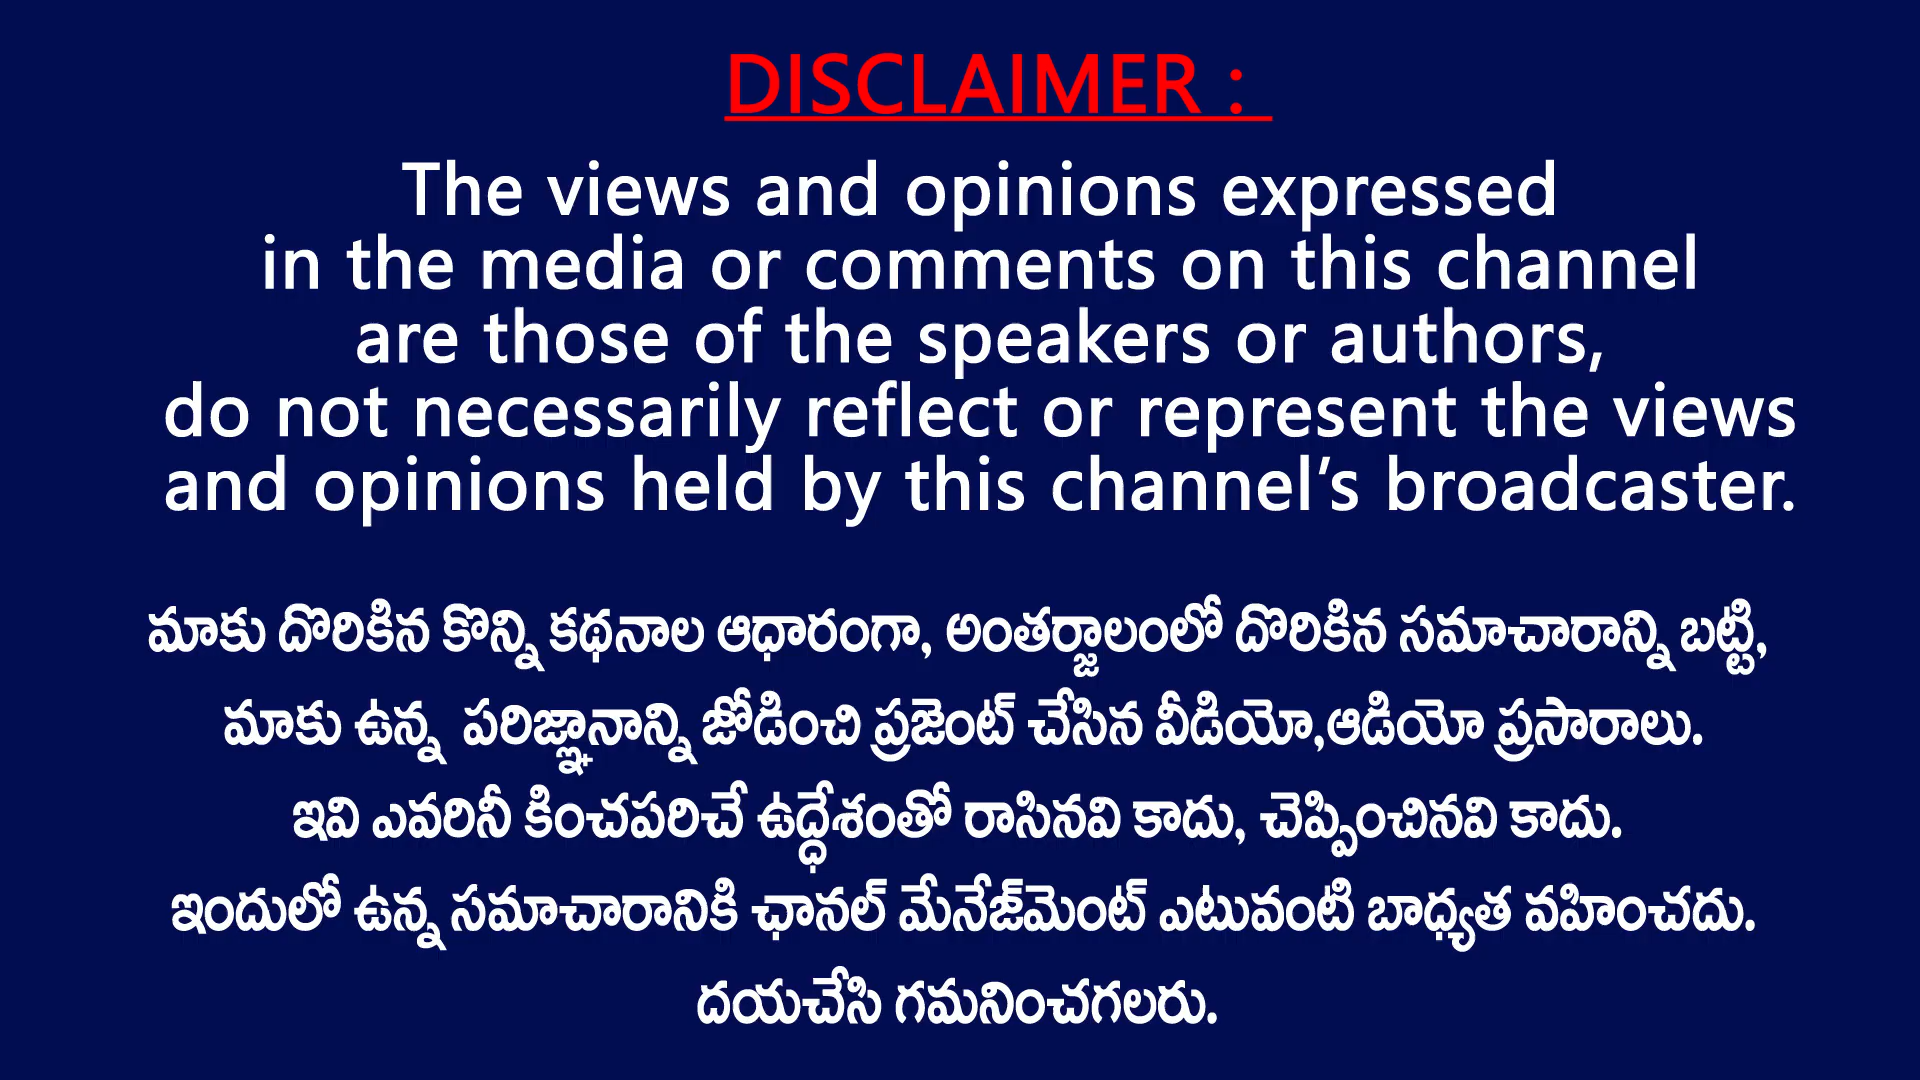 DISCLAIMER :
The views and opinions expressed
in the media or comments on this channel
are those of the speakers or authors,
do not necessarily reflect or represent the views
and opinions held by this channel’s broadcaster.
మాకు దొరికిన కొన్ని కథనాల ఆధారంగా, అంతర్జాలంలో దొరికిన సమాచారాన్ని బట్టి,
మాకు ఉన్న పరిజ్ఞానాన్ని జోడించి ప్రజెంట్ చేసిన వీడియో,ఆడియో ప్రసారాలు.
ఇవి ఎవరినీ కించపరిచే ఉద్ధేశంతో రాసినవి కాదు, చెప్పించినవి కాదు.
ఇందులో ఉన్న సమాచారానికి ఛానల్ మేనేజ్‌మెంట్ ఎటువంటి బాధ్యత వహించదు.
దయచేసి గమనించగలరు.